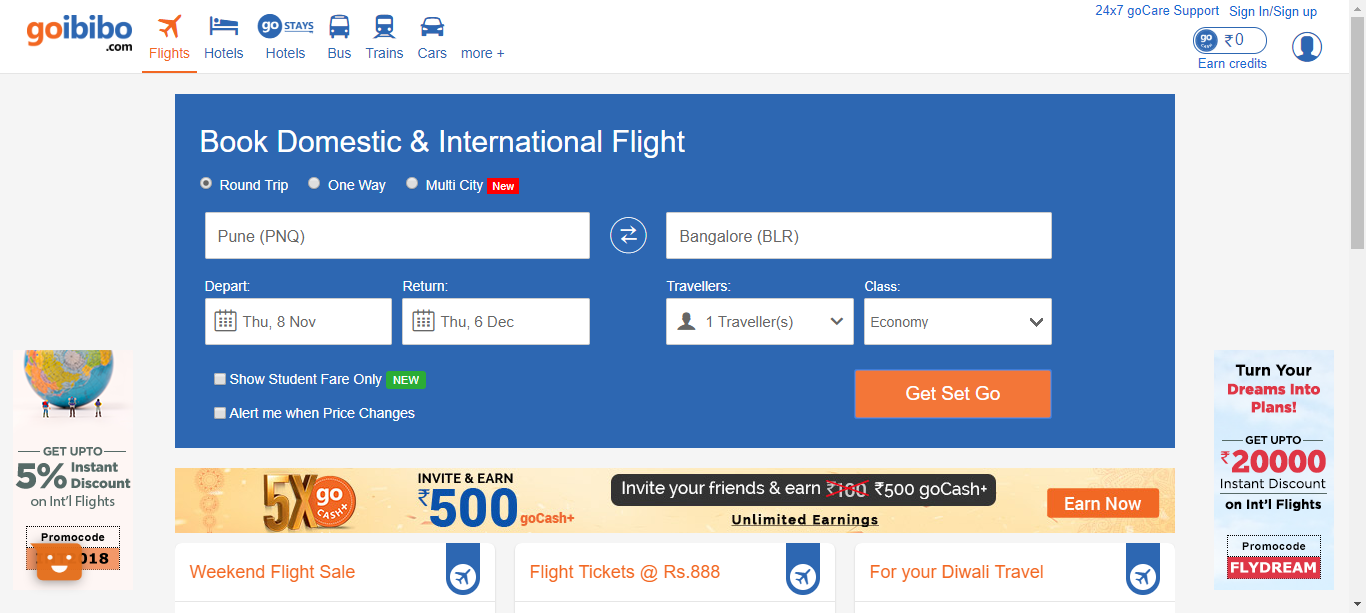 24x7 goCare Support Sign In/Sign up
goibibo
.com
go STAYS
Flights Hotels Hotels Bus Trains Cars more +
go CASH ₹0
Earn credits
Book Domestic & International Flight
Round Trip One Way Multi City New
Pune (PNQ) Bangalore (BLR)
Depart: Return: Travellers: Class:
Thu, 8 Nov Thu, 6 Dec 1 Traveller(s) Economy
Show Student Fare Only NEW
Get Set Go
Alert me when Price Changes
GET UPTO
5% Instant
Discount
on Int'l Flights
Promocode
018
Turn Your
Dreams Into
Plans!
GET UPTO
₹20000
Instant Discount
on Int'l Flights
Promocode
FLYDREAM
5X go
CASH+
INVITE & EARN
₹500 goCash+
Invite your friends & earn ₹100 ₹500 goCash+
Unlimited Earnings
Earn Now
Weekend Flight Sale Flight Tickets @ Rs.888 For your Diwali Travel